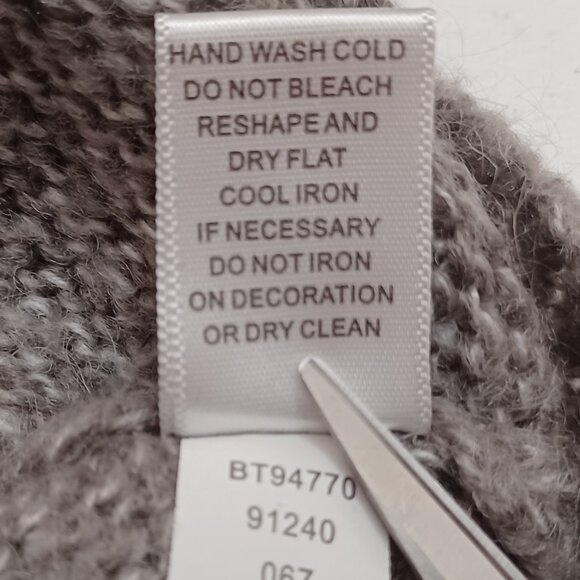 HAND WASH COLD
DO NOT BLEACH
RESHAPE AND
DRY FLAT
COOL IRON
IF NECESSARY
DO NOT IRON
ON DECORATION
OR DRY CLEAN
BT94770
91240
067